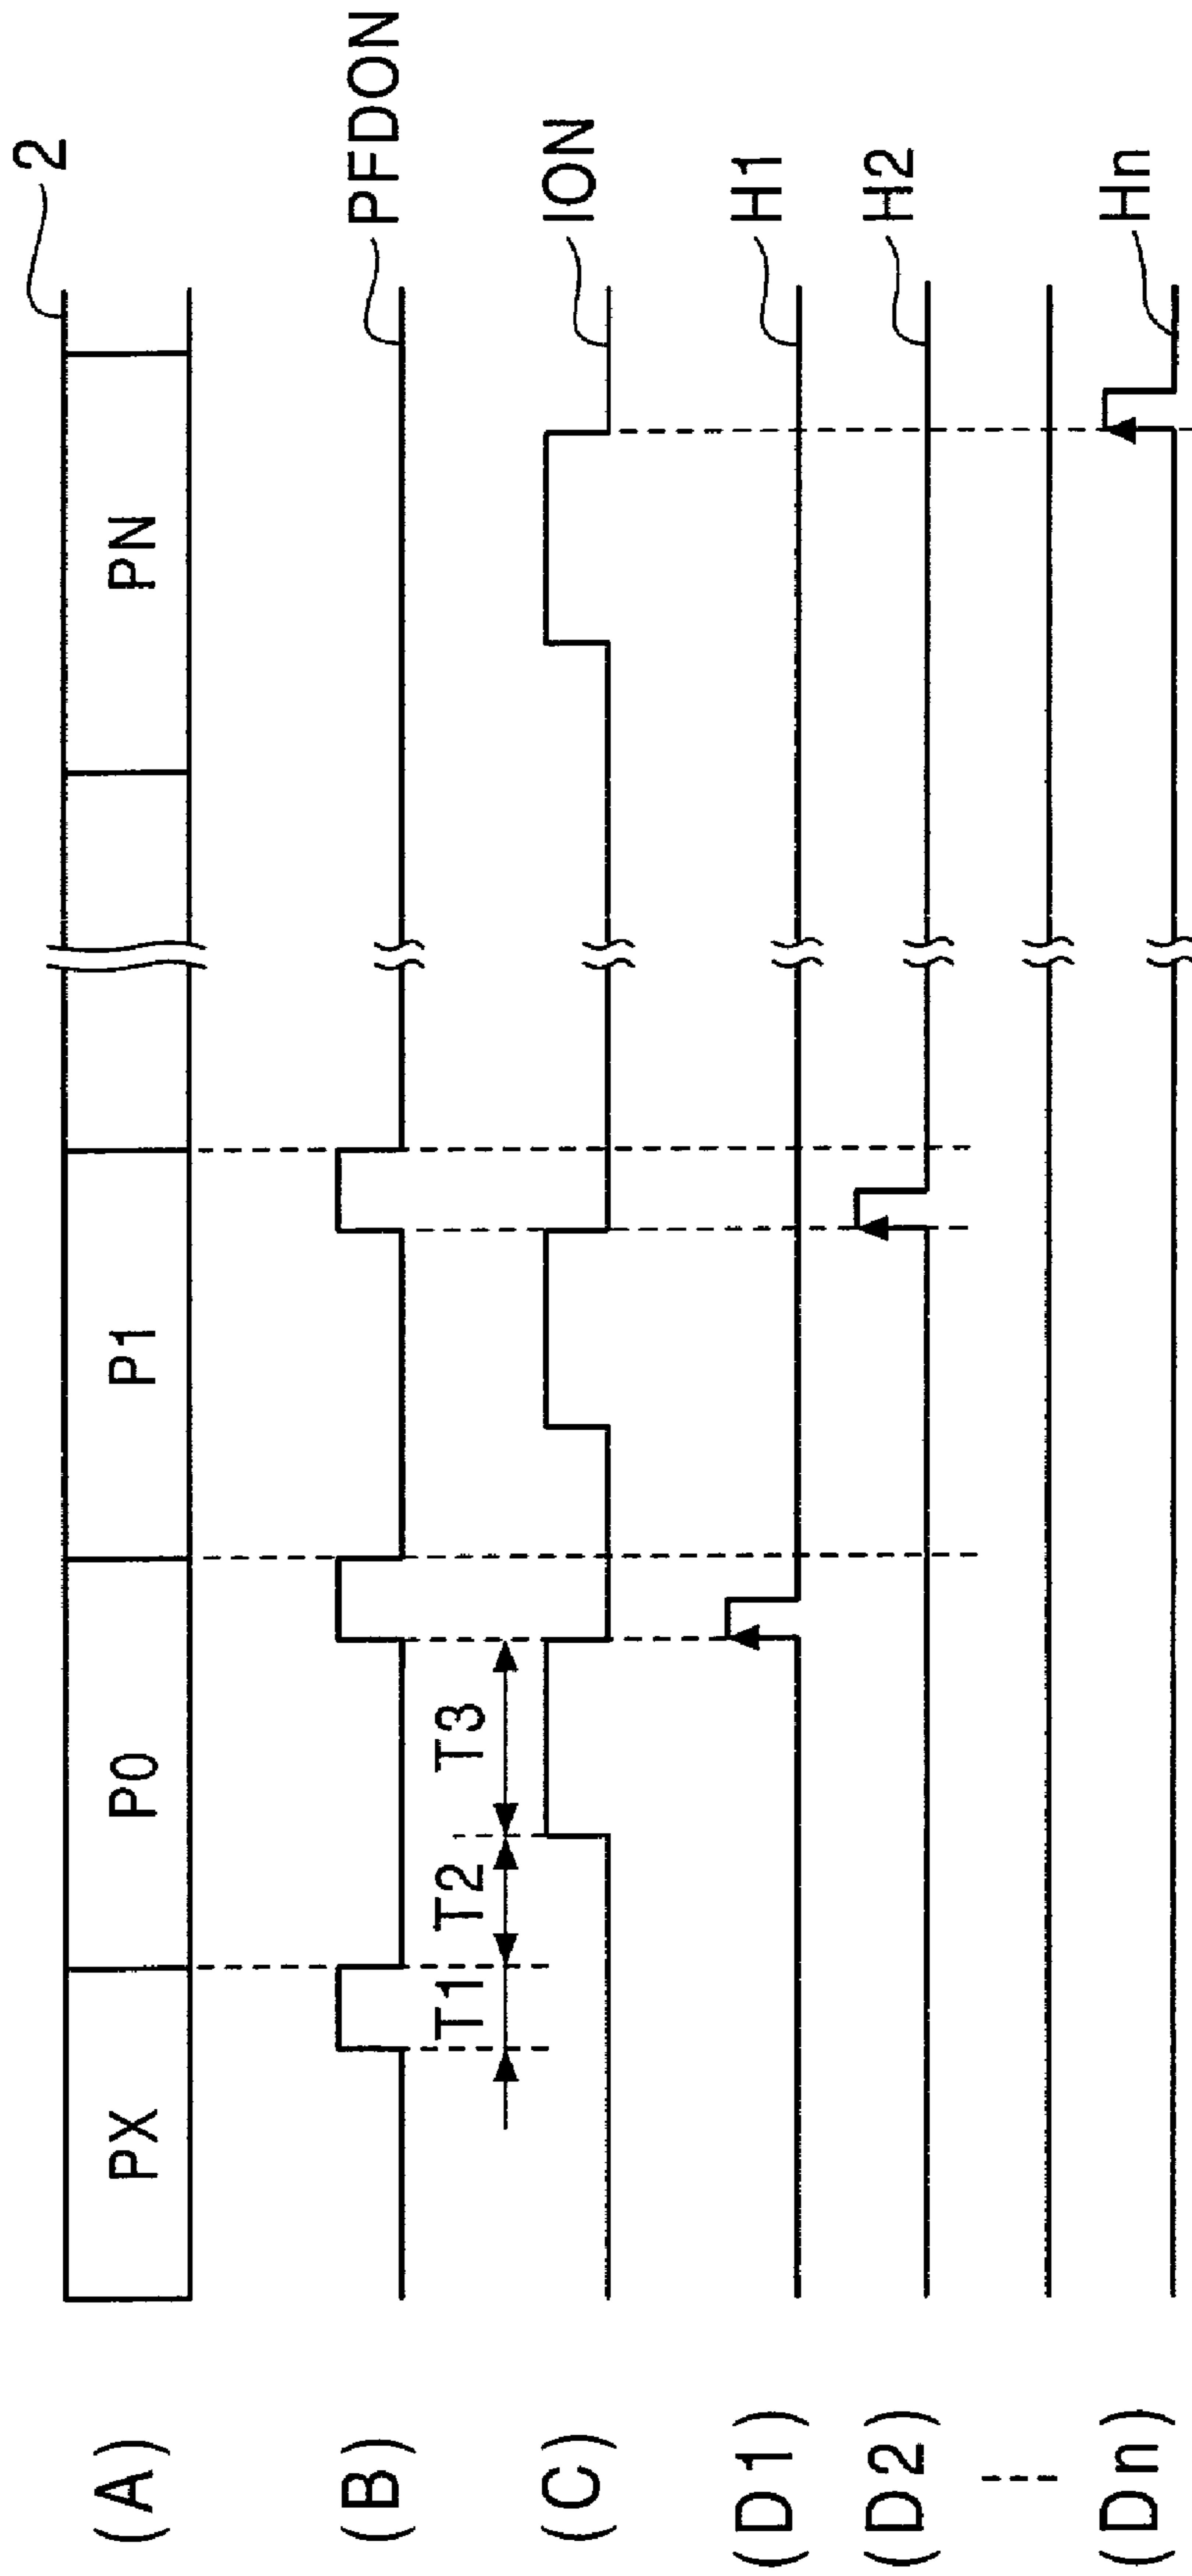 (A) PX P0 P1 PN 2
(B) PFDON
T1 T2 T3
(C) ION
(D1) H1
(D2) H2
(Dn) Hn